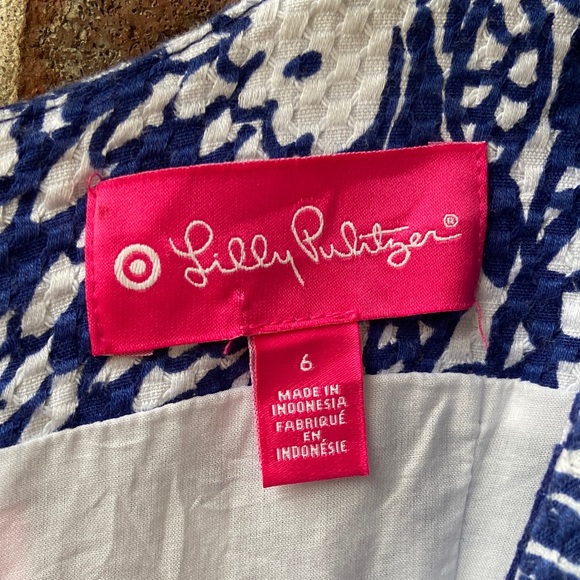 Lilly Pulitzer®
6
MADE IN
INDONESIA
FABRIQUÉ
EN
INDONÉSIE